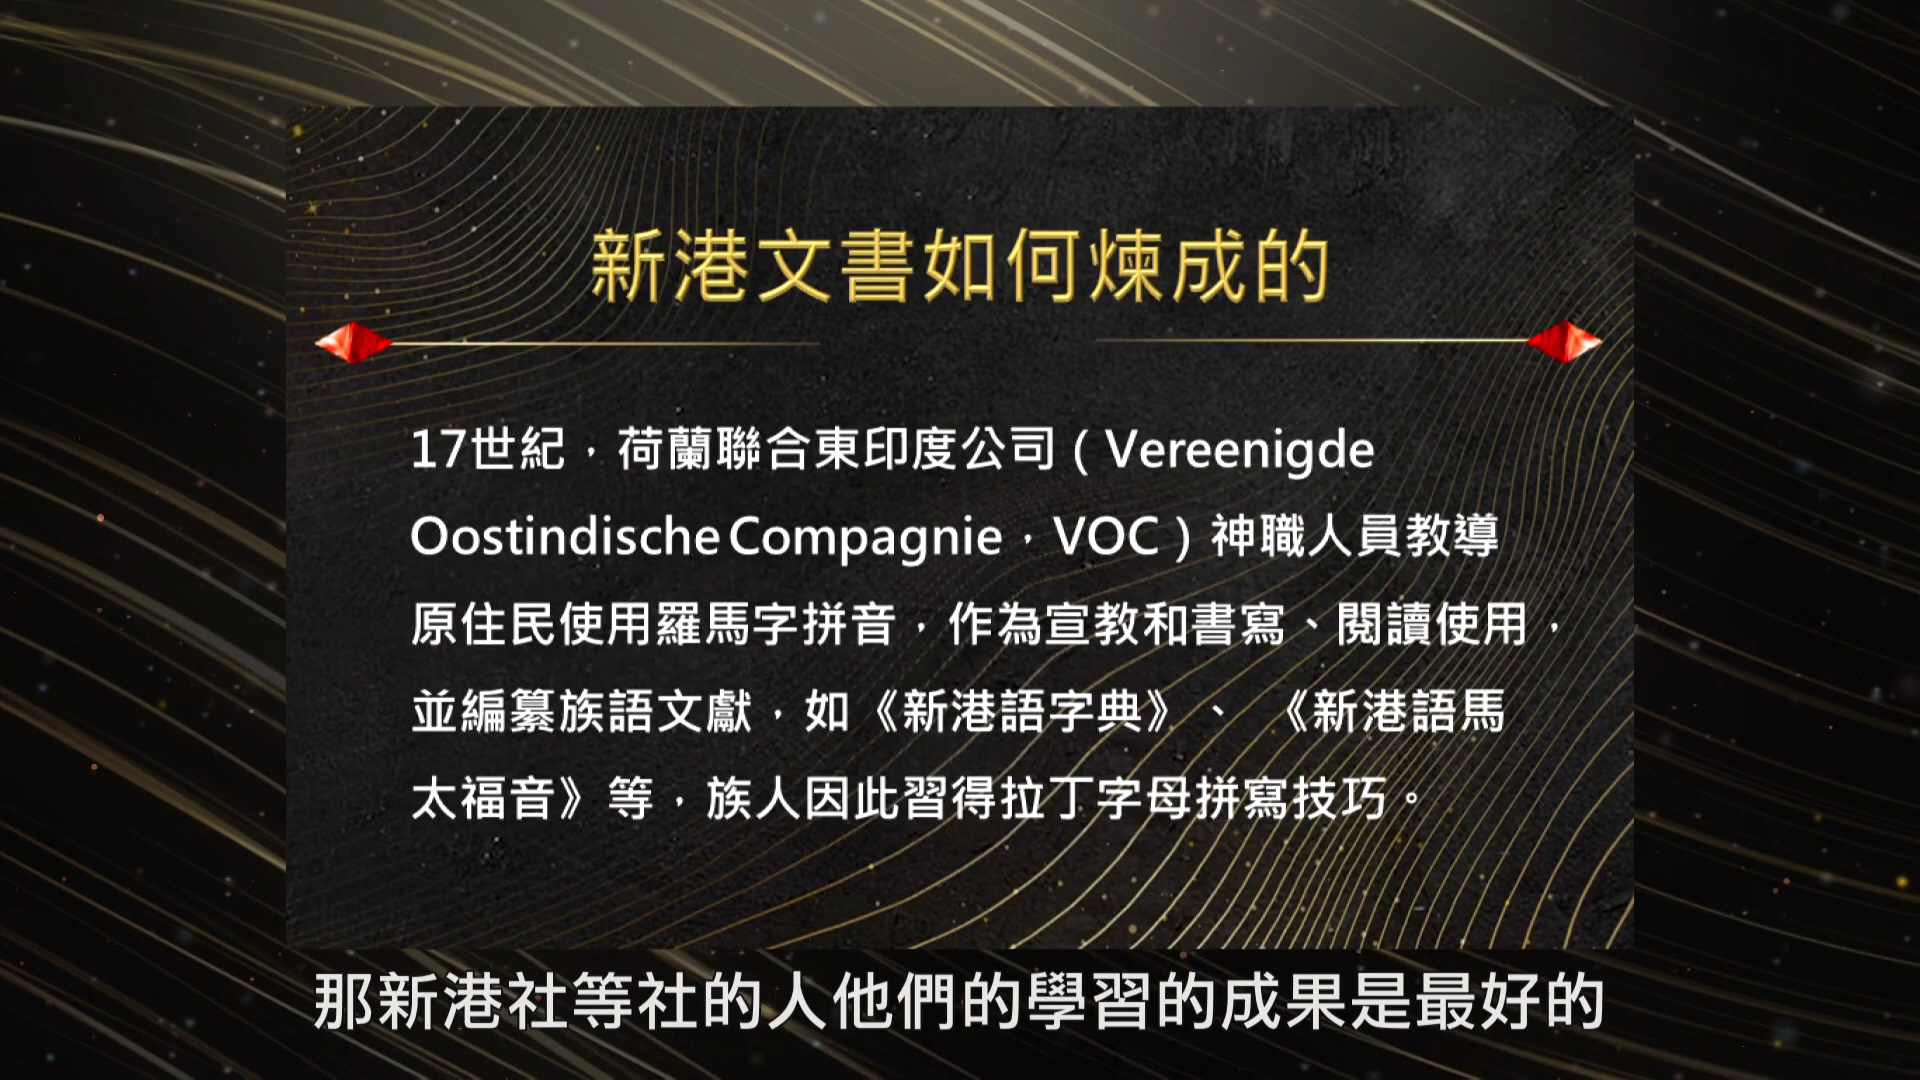 新港文書如何煉成的
17世紀，荷蘭聯合東印度公司（Vereenigde
Oostindische Compagnie，VOC）神職人員教導
原住民使用羅馬字拼音，作為宣教和書寫、閱讀使用，
並編纂族語文獻，如《新港語字典》、《新港語馬
太福音》等，族人因此習得拉丁字母拼寫技巧。
那新港社等社的人他們的學習的成果是最好的